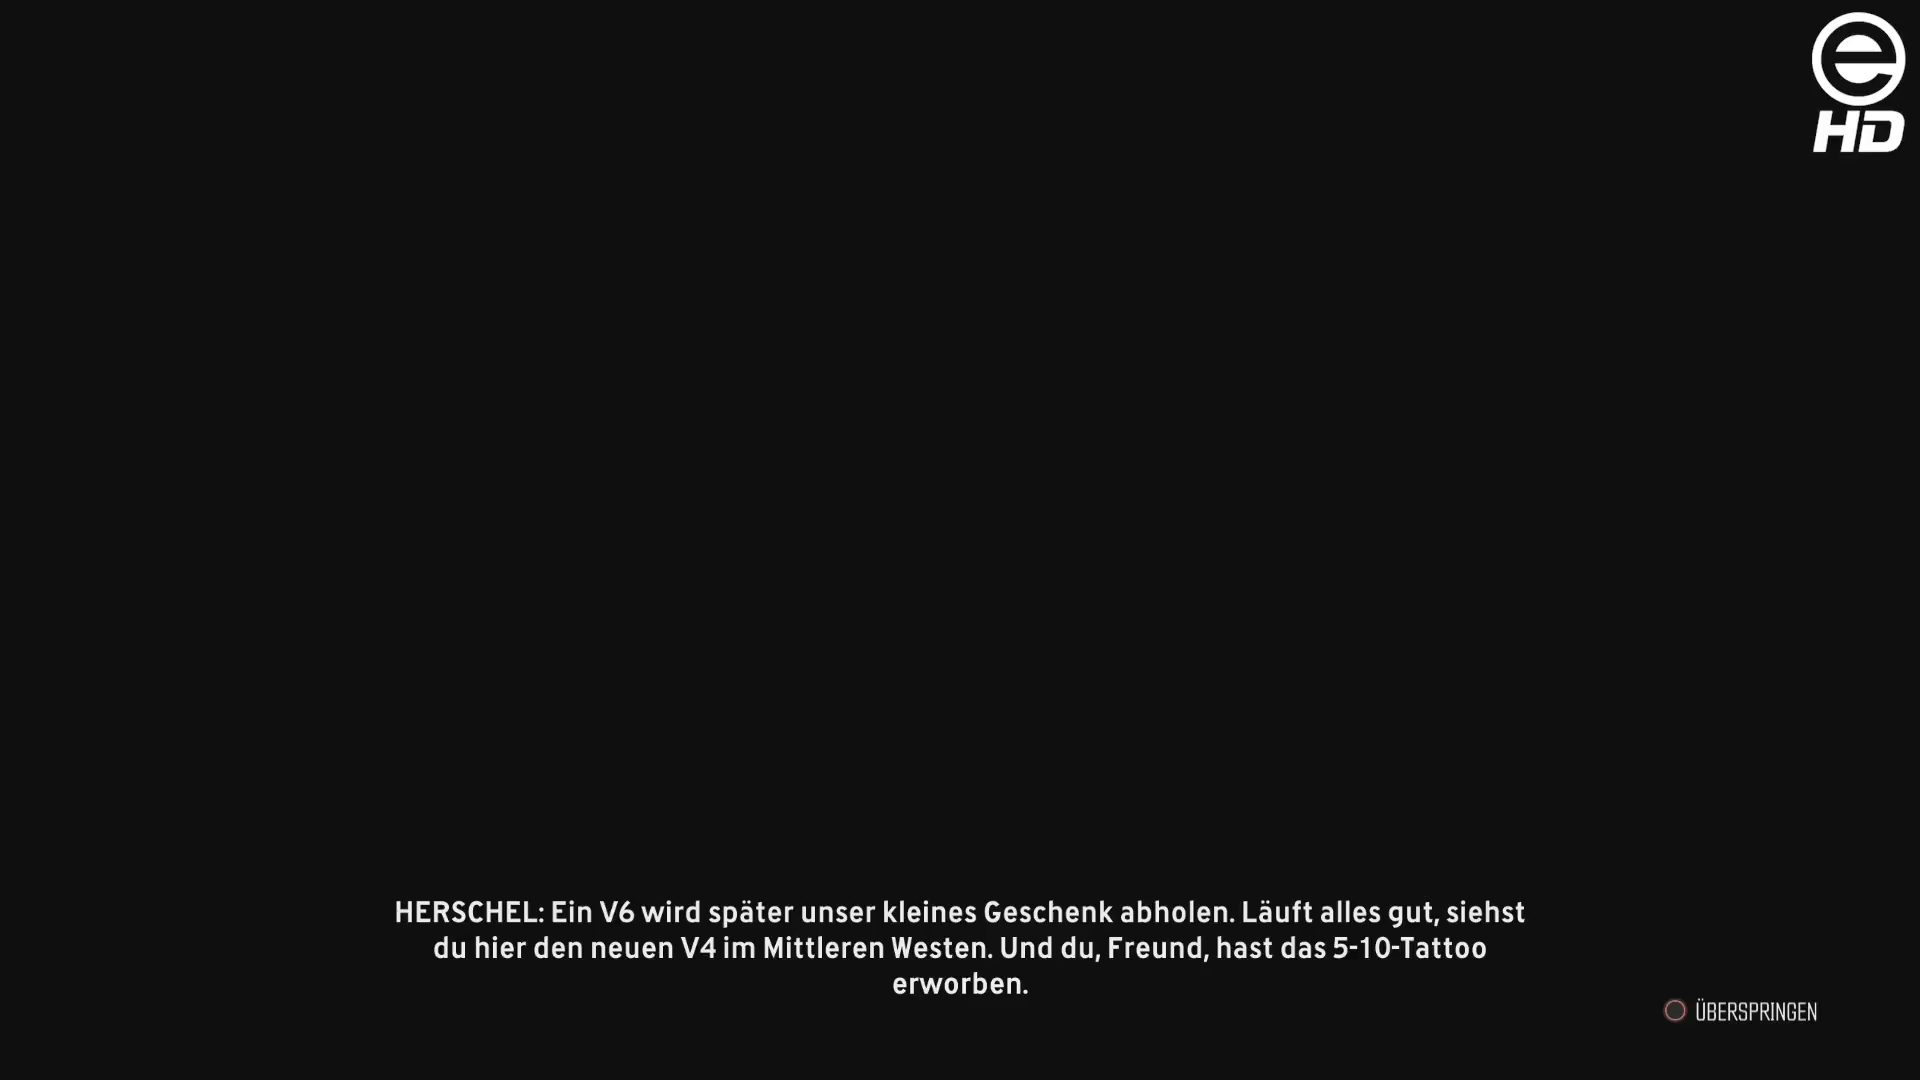 e
HD
HERSCHEL: Ein V6 wird später unser kleines Geschenk abholen. Läuft alles gut, siehst
du hier den neuen V4 im Mittleren Westen. Und du, Freund, hast das 5-10-Tattoo
erworben.
ÜBERSPRINGEN